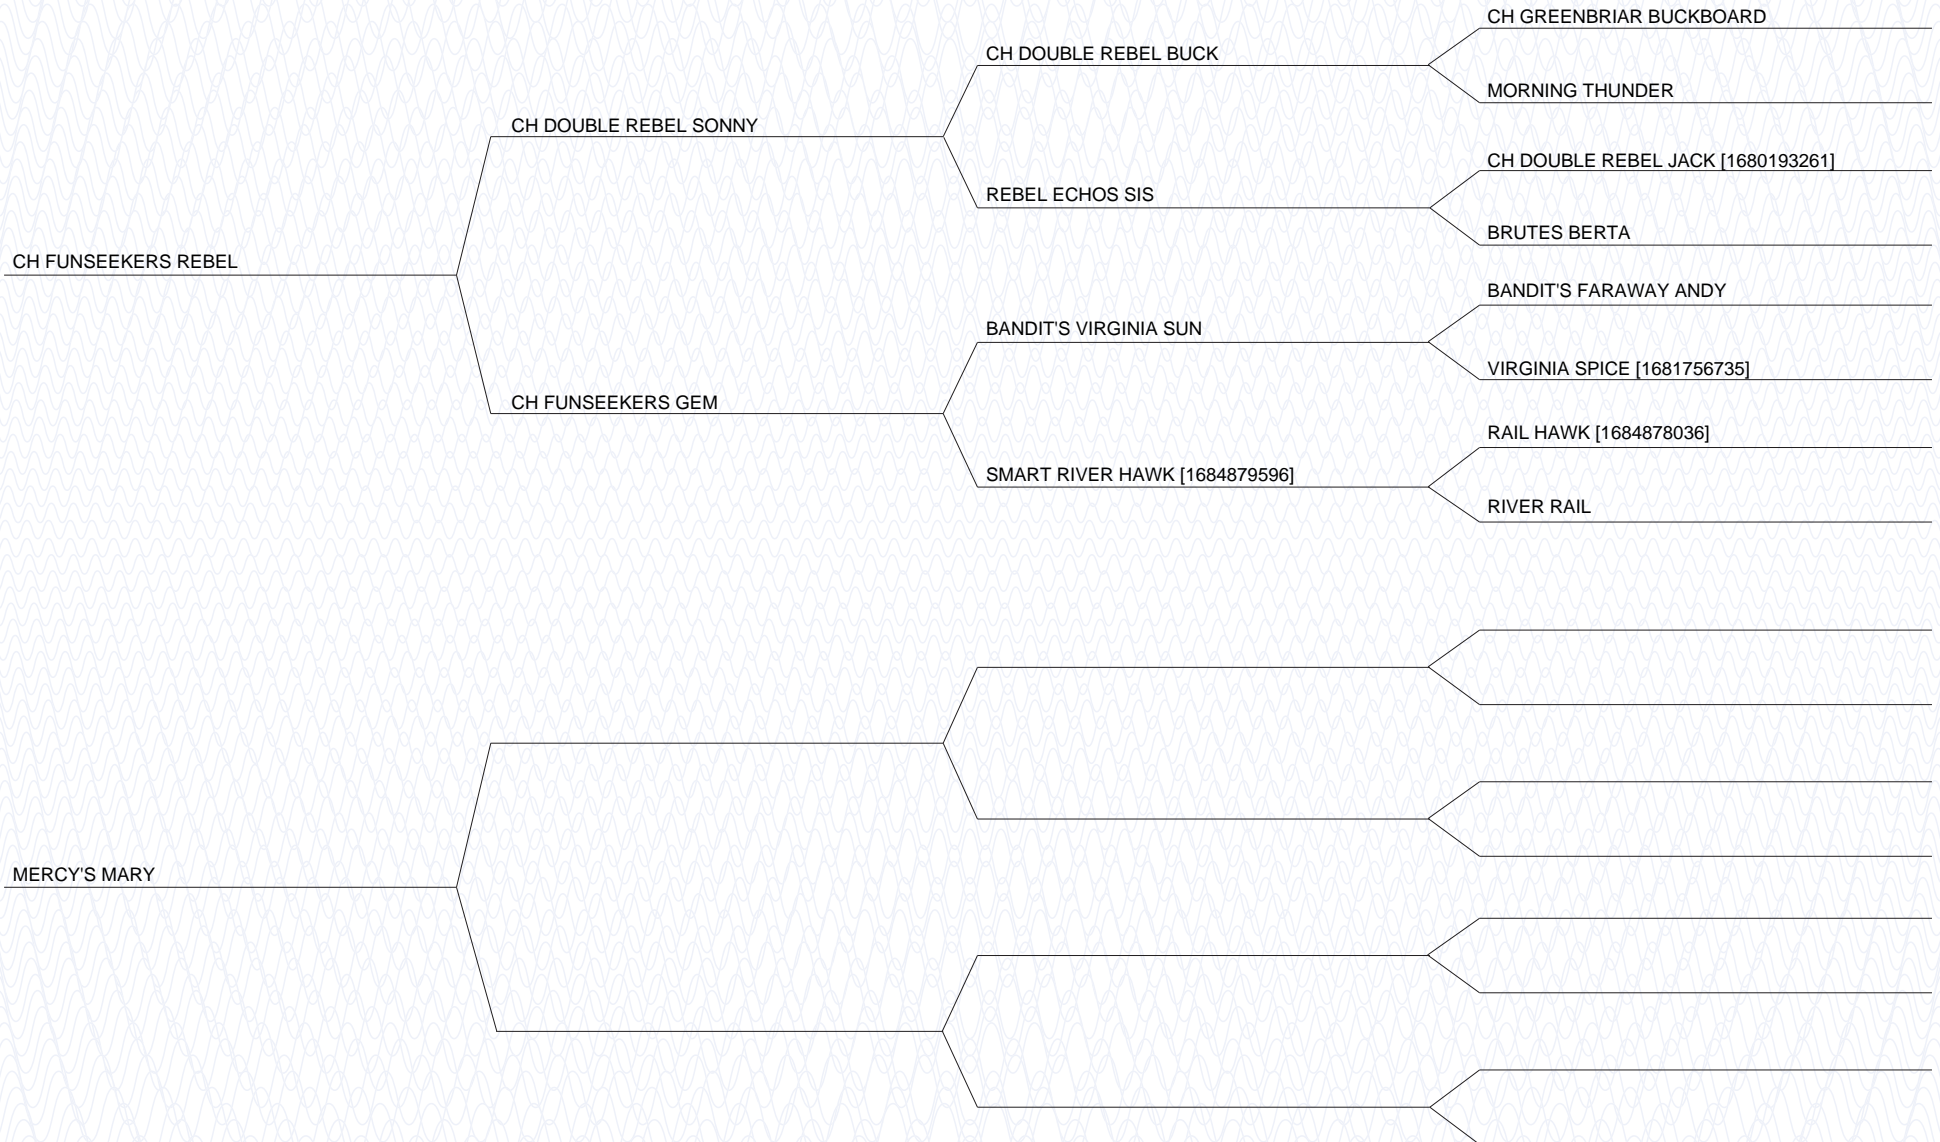 CH GREENBRIAR BUCKBOARD
CH DOUBLE REBEL BUCK
MORNING THUNDER
CH DOUBLE REBEL SONNY
CH DOUBLE REBEL JACK [1680193261]
REBEL ECHOS SIS
BRUTES BERTA
CH FUNSEEKERS REBEL
BANDIT'S FARAWAY ANDY
BANDIT'S VIRGINIA SUN
VIRGINIA SPICE [1681756735]
CH FUNSEEKERS GEM
RAIL HAWK [1684878036]
SMART RIVER HAWK [1684879596]
RIVER RAIL
MERCY'S MARY